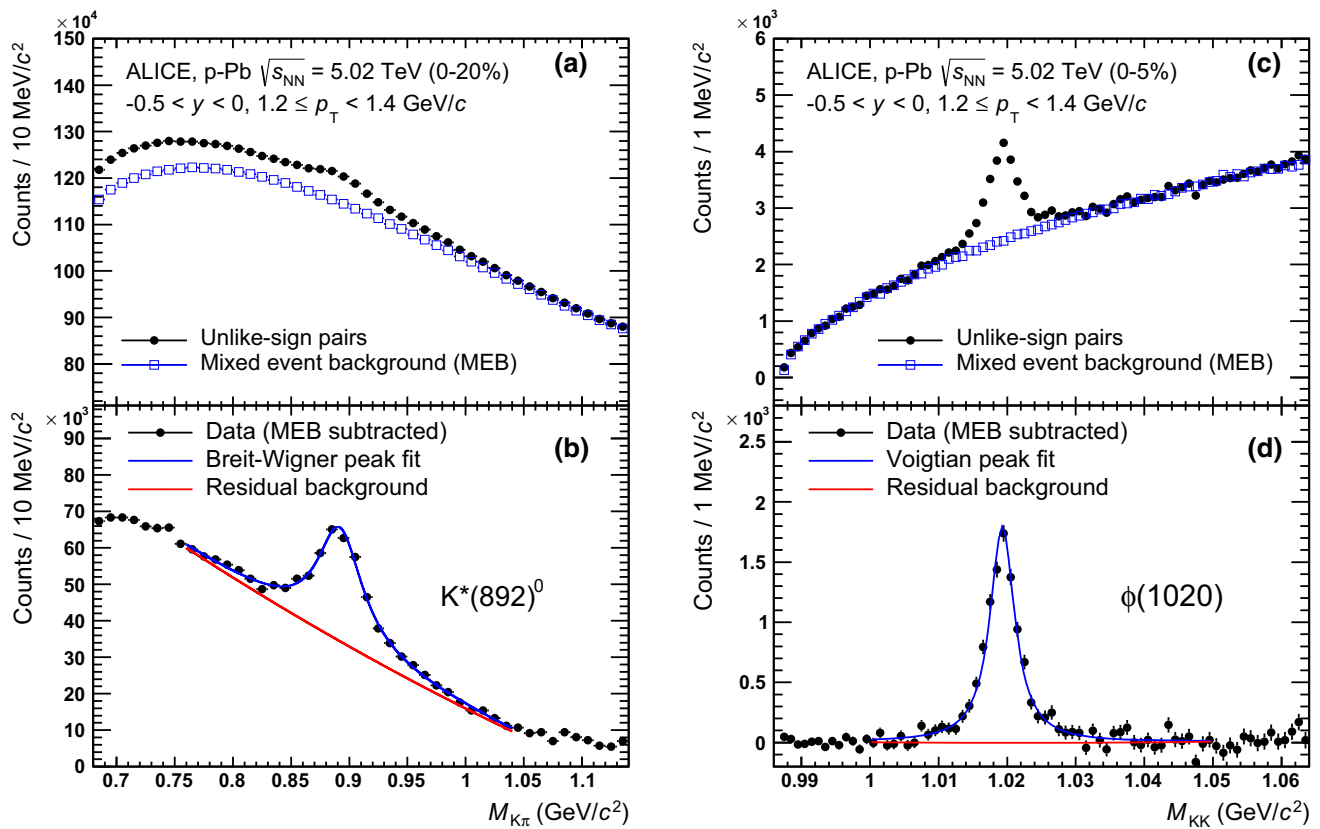 × 10⁴
150
140
130
120
110
100
90
80
Counts / 10 MeV/c²
ALICE, p-Pb √s_NN = 5.02 TeV (0-20%)
-0.5 < y < 0, 1.2 ≤ p_T < 1.4 GeV/c
(a)
Unlike-sign pairs
Mixed event background (MEB)
× 10³
90
80
70
60
50
40
30
20
10
0
Counts / 10 MeV/c²
Data (MEB subtracted)
Breit-Wigner peak fit
Residual background
(b)
K*(892)⁰
0.7 0.75 0.8 0.85 0.9 0.95 1 1.05 1.1
M_Kπ (GeV/c²)
× 10³
6
5
4
3
2
1
0
Counts / 1 MeV/c²
ALICE, p-Pb √s_NN = 5.02 TeV (0-5%)
-0.5 < y < 0, 1.2 ≤ p_T < 1.4 GeV/c
(c)
Unlike-sign pairs
Mixed event background (MEB)
× 10³
2.5
2
1.5
1
0.5
0
Counts / 1 MeV/c²
Data (MEB subtracted)
Voigtian peak fit
Residual background
(d)
ϕ(1020)
0.99 1 1.01 1.02 1.03 1.04 1.05 1.06
M_KK (GeV/c²)